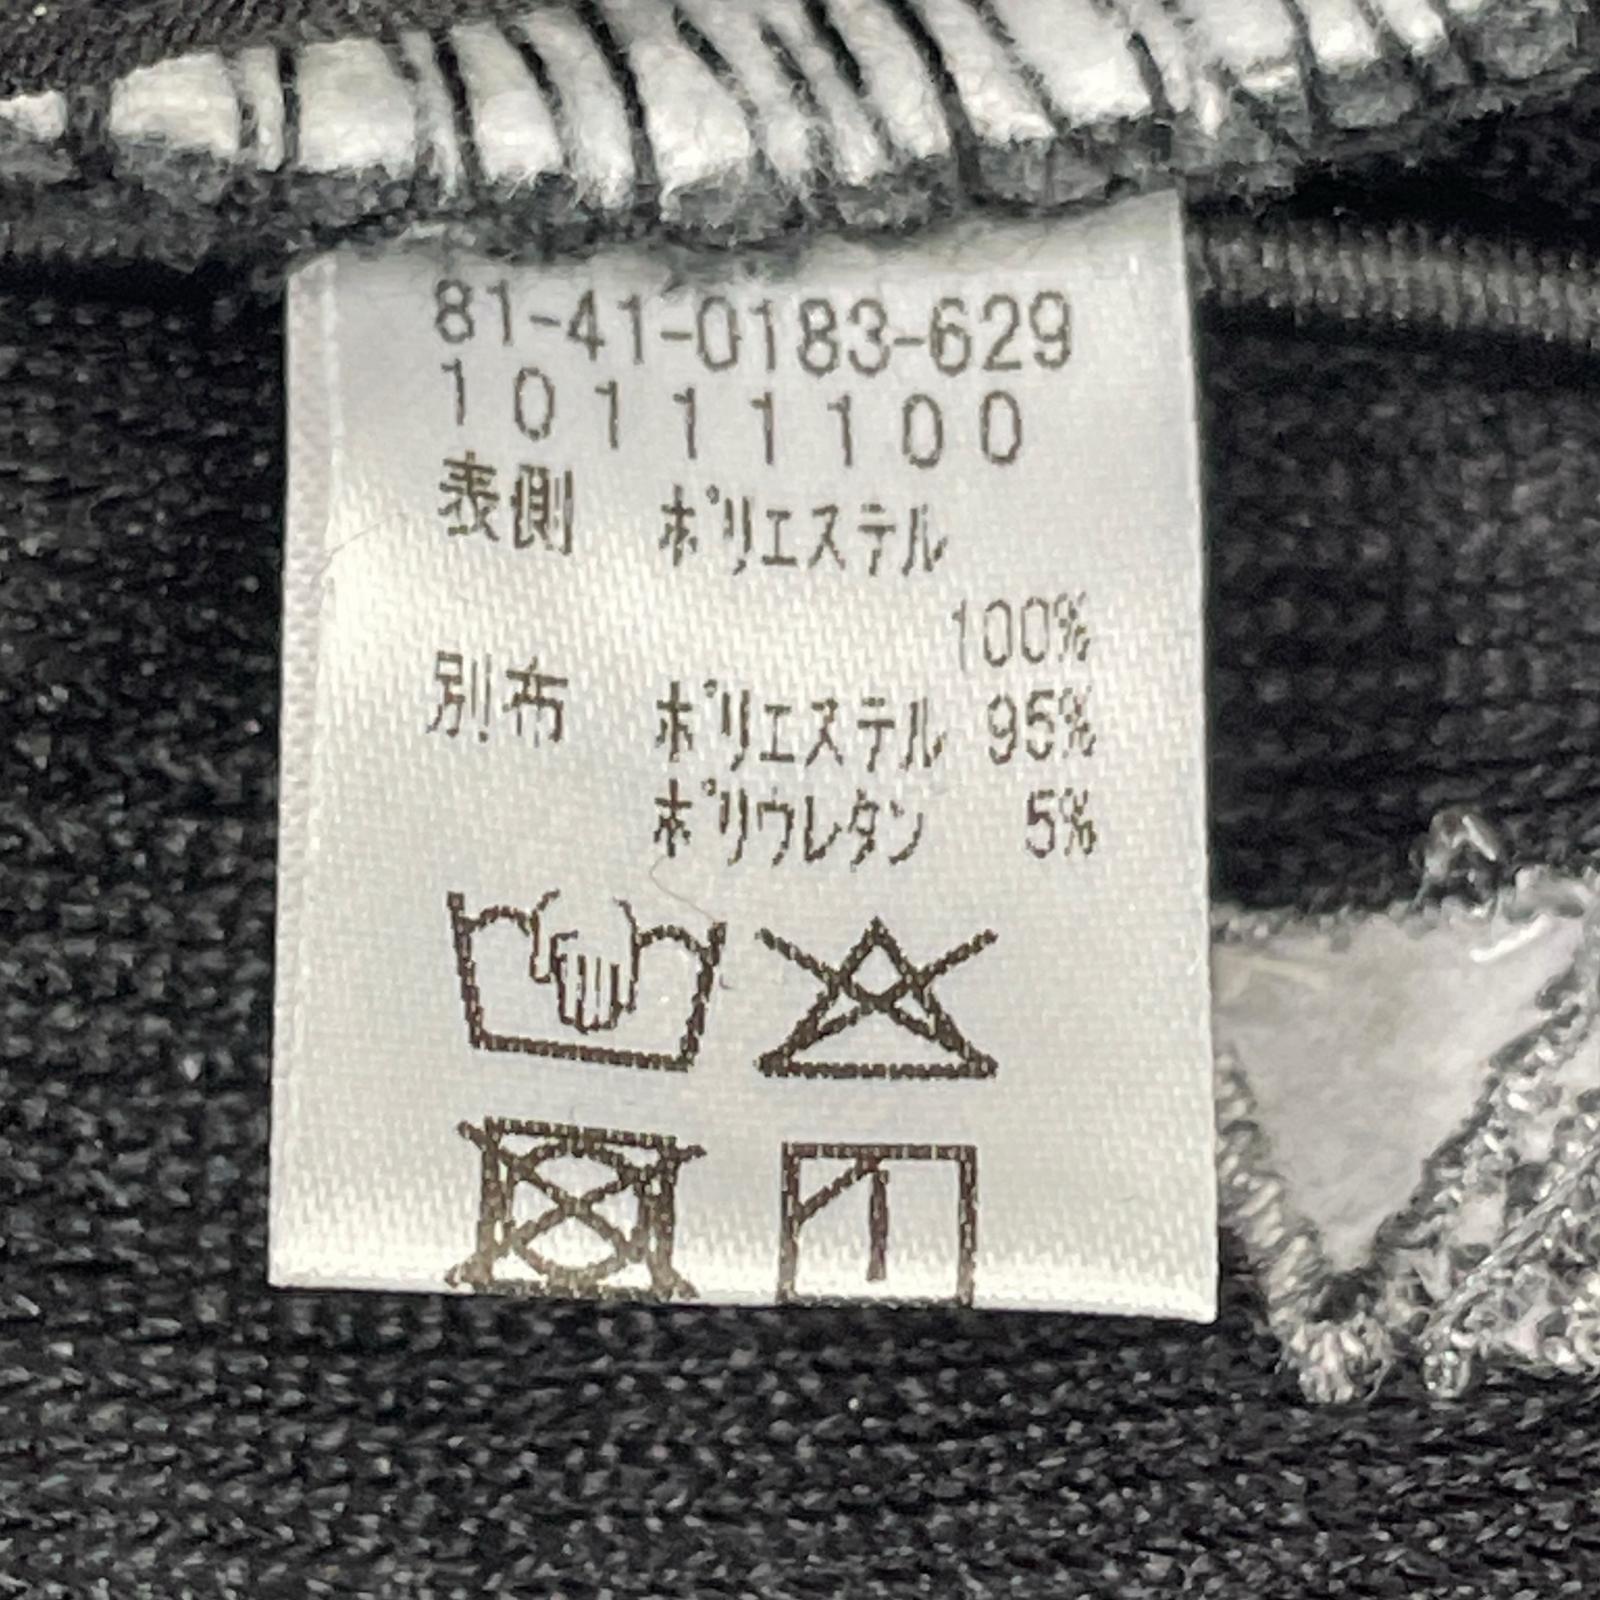 81-41-0183-629
10111100
表側 ポリエステル
100%
別布 ポリエステル 95%
ポリウレタン 5%